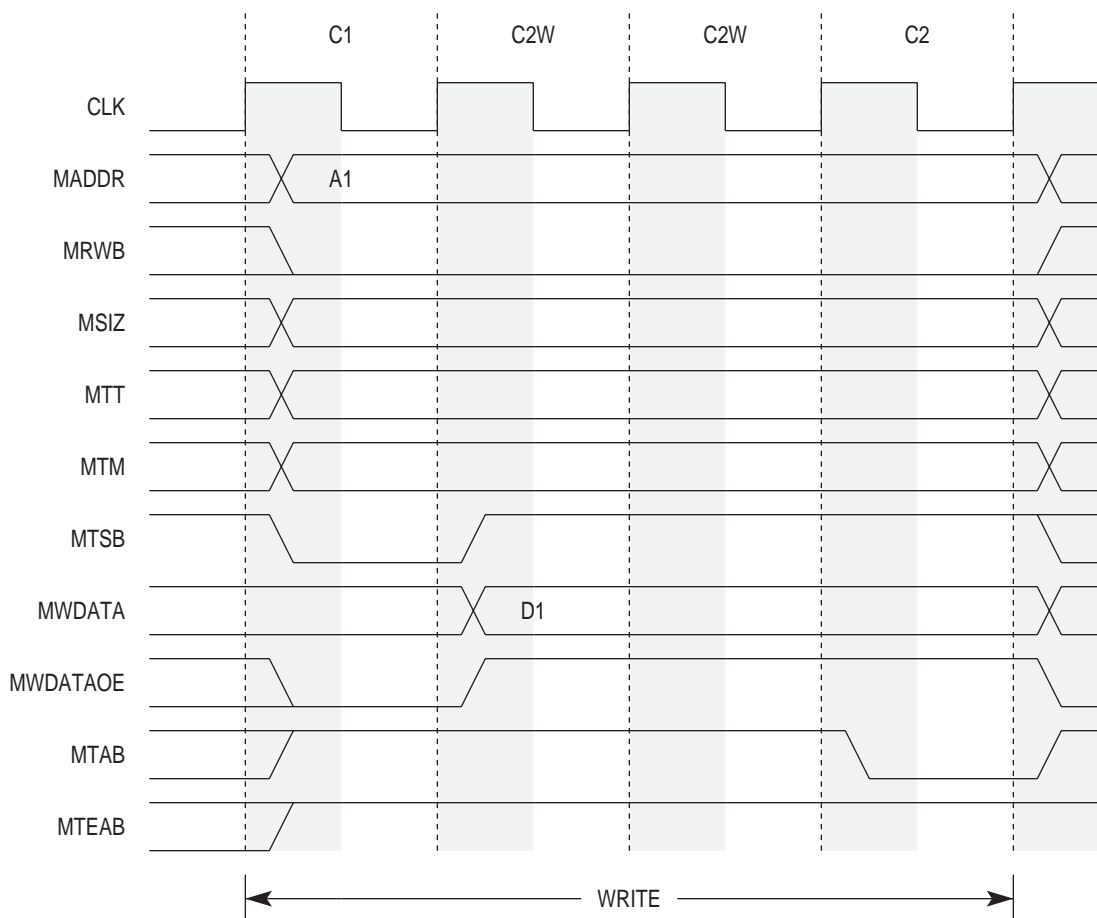 C1 C2W C2W C2
CLK
MADDR A1
MRWB
MSIZ
MTT
MTM
MTSB
MWDATA D1
MWDATAOE
MTAB
MTEAB
WRITE